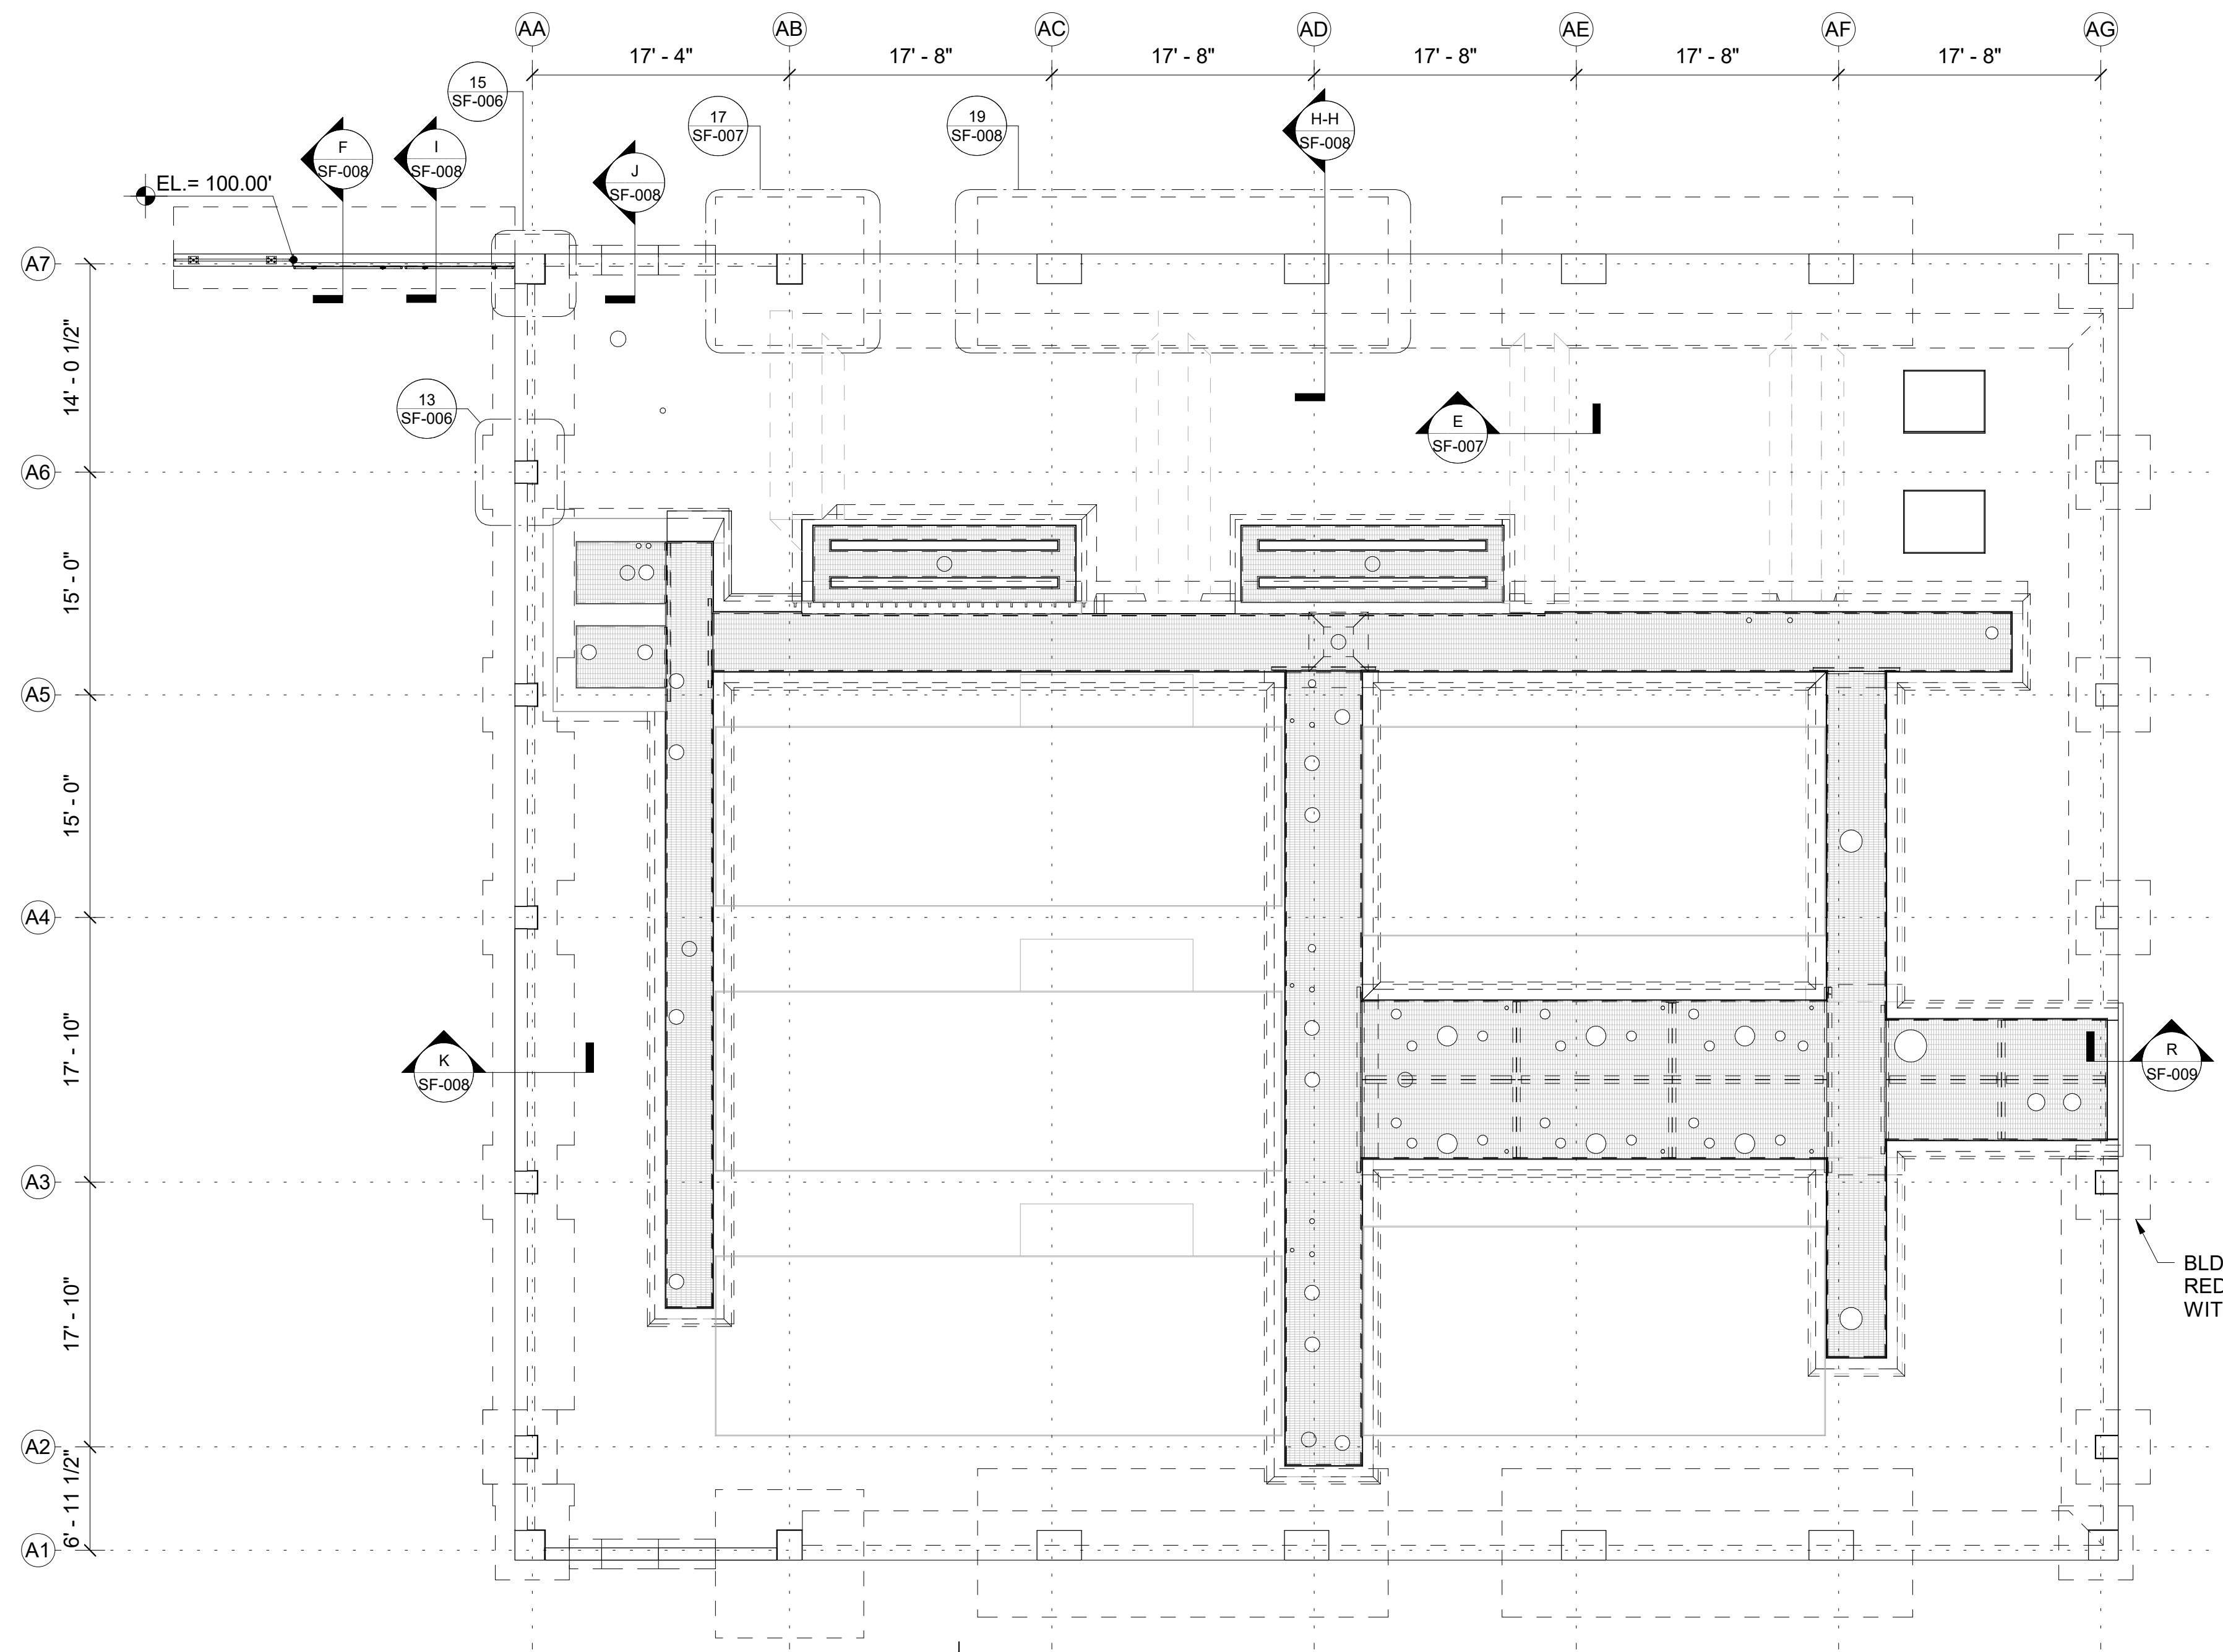 AA
AB
AC
AD
AE
AF
AG
17' - 4"
17' - 8"
17' - 8"
17' - 8"
17' - 8"
17' - 8"
15
SF-006
17
SF-007
19
SF-008
H-H
SF-008
F
SF-008
I
SF-008
J
SF-008
EL.= 100.00'
A7
14' - 0 1/2"
13
SF-006
E
SF-007
A6
15' - 0"
A5
15' - 0"
A4
17' - 10"
K
SF-008
R
SF-009
A3
BLD
RED
WIT
17' - 10"
A2
6' - 11 1/2"
A1